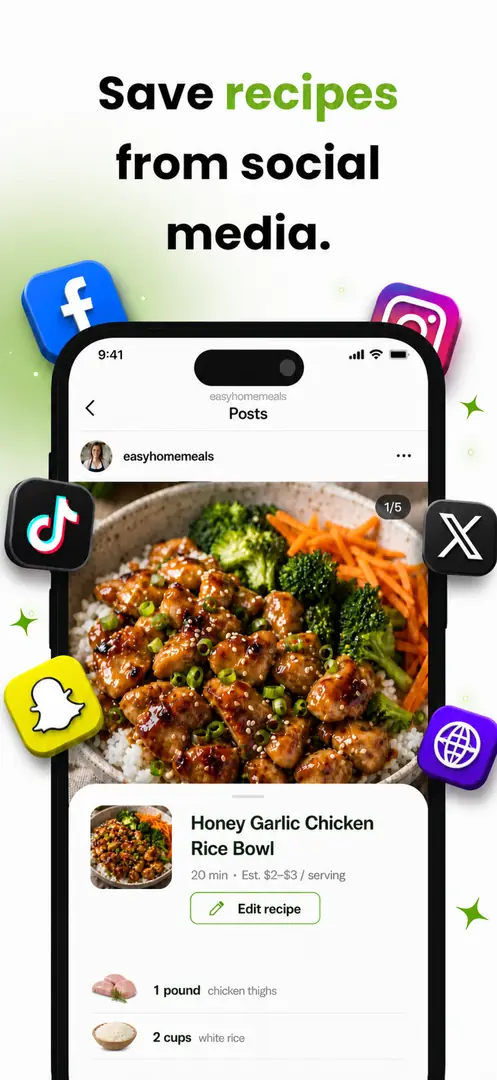 Save recipes
from social
media.
9:41
easyhomemeals
Posts
easyhomemeals
1/5
Honey Garlic Chicken
Rice Bowl
20 min • Est. $2–$3 / serving
Edit recipe
1 pound chicken thighs
2 cups white rice